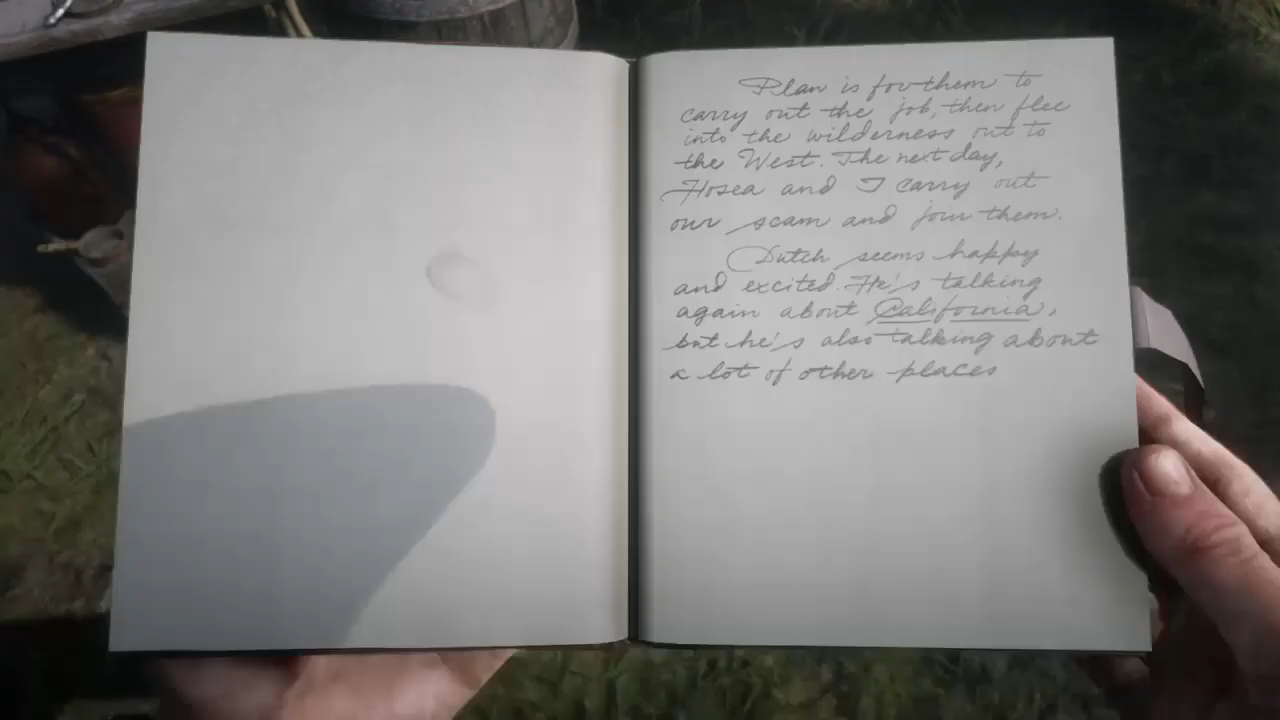 Plan is for them to
carry out the job, then flee
into the wilderness out to
the West. The next day,
Hosea and I carry out
our scam and join them.
Dutch seems happy
and excited. He's talking
again about California,
but he's also talking about
a lot of other places